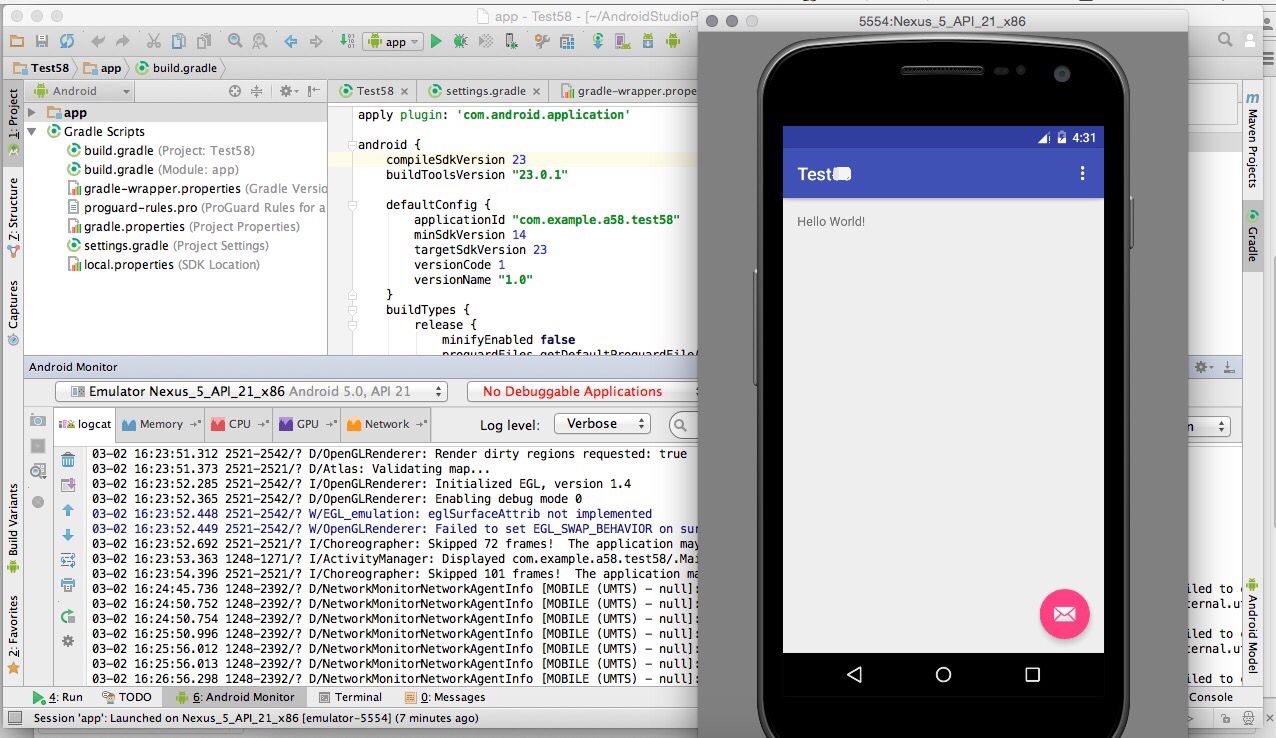 app - Test58 - [~/AndroidStudioP
5554:Nexus_5_API_21_x86
app
Test58 app build.gradle
1: Project
7: Structure
Captures
Build Variants
2: Favorites
Android
app
Gradle Scripts
build.gradle (Project: Test58)
build.gradle (Module: app)
gradle-wrapper.properties (Gradle Versio
proguard-rules.pro (ProGuard Rules for a
gradle.properties (Project Properties)
settings.gradle (Project Settings)
local.properties (SDK Location)
Test58 settings.gradle gradle-wrapper.prope
apply plugin: 'com.android.application'
android {
compileSdkVersion 23
buildToolsVersion "23.0.1"
defaultConfig {
applicationId "com.example.a58.test58"
minSdkVersion 14
targetSdkVersion 23
versionCode 1
versionName "1.0"
}
buildTypes {
release {
minifyEnabled false
proguardFiles getDefaultProguardFile(
4:31
Test
Hello World!
m
Maven Projects
Gradle
Android Model
Android Monitor
Emulator Nexus_5_API_21_x86 Android 5.0, API 21
No Debuggable Applications
logcat Memory CPU GPU Network
Log level: Verbose
n
03-02 16:23:51.312 2521-2542/? D/OpenGLRenderer: Render dirty regions requested: true
03-02 16:23:51.373 2521-2521/? D/Atlas: Validating map...
03-02 16:23:52.285 2521-2542/? I/OpenGLRenderer: Initialized EGL, version 1.4
03-02 16:23:52.365 2521-2542/? D/OpenGLRenderer: Enabling debug mode 0
03-02 16:23:52.448 2521-2542/? W/EGL_emulation: eglSurfaceAttrib not implemented
03-02 16:23:52.449 2521-2542/? W/OpenGLRenderer: Failed to set EGL_SWAP_BEHAVIOR on sur
03-02 16:23:52.692 2521-2521/? I/Choreographer: Skipped 72 frames!  The application may
03-02 16:23:53.363 1248-1271/? I/ActivityManager: Displayed com.example.a58.test58/.Mai
03-02 16:23:54.396 2521-2521/? I/Choreographer: Skipped 101 frames!  The application ma
03-02 16:24:45.736 1248-2392/? D/NetworkMonitorNetworkAgentInfo [MOBILE (UMTS) - null]: iled to
03-02 16:24:50.752 1248-2392/? D/NetworkMonitorNetworkAgentInfo [MOBILE (UMTS) - null]: ternal.u
03-02 16:24:50.754 1248-2392/? D/NetworkMonitorNetworkAgentInfo [MOBILE (UMTS) - null]:
03-02 16:25:50.996 1248-2392/? D/NetworkMonitorNetworkAgentInfo [MOBILE (UMTS) - null]: iled to
03-02 16:25:56.012 1248-2392/? D/NetworkMonitorNetworkAgentInfo [MOBILE (UMTS) - null]: ternal.u
03-02 16:25:56.013 1248-2392/? D/NetworkMonitorNetworkAgentInfo [MOBILE (UMTS) - null]:
03-02 16:26:56.298 1248-2392/? D/NetworkMonitorNetworkAgentInfo [MOBILE (UMTS) - null]: iled to
4: Run TODO 6: Android Monitor Terminal 0: Messages Console
Session 'app': Launched on Nexus_5_API_21_x86 [emulator-5554] (7 minutes ago)